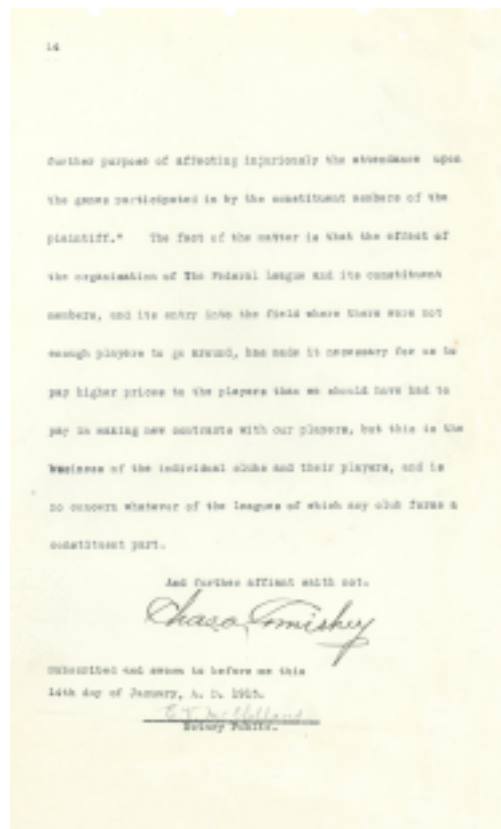 14
further purpose of affecting injuriously the attendance upon
the games participated in by the constituent members of the
plaintiff."   The fact of the matter is that the effect of
the organization of The Federal league and its constituent
members, and its entry into the field where there were not
enough players to go around, has made it necessary for us to
pay higher prices to the players than we should have had to
pay in making new contracts with our players, but this is the
business of the individual clubs and their players, and is
no concern whatever of the leagues of which any club forms a
constituent part.
And further affiant saith not.
Chas a Comiskey
Subscribed and sworn to before me this
14th day of January, A. D. 1915.
Notary Public.